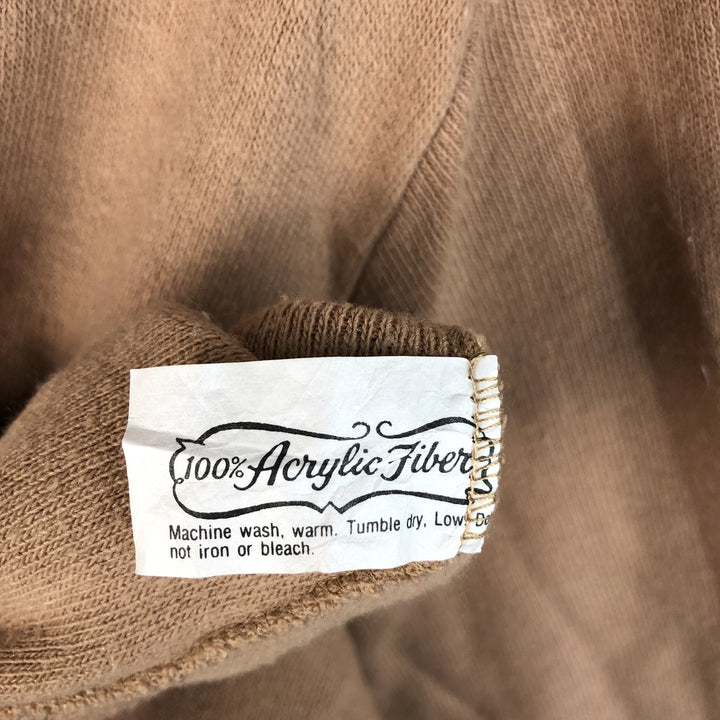 100% Acrylic Fiber
Machine wash, warm. Tumble dry, Low. Do
not iron or bleach.